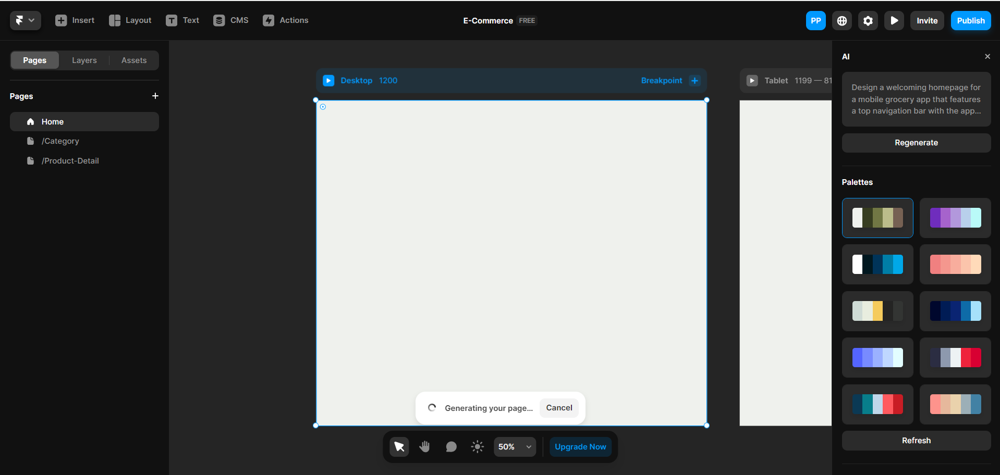 Insert
Layout
Text
CMS
Actions
E-Commerce FREE
PP
Invite
Publish
Pages
Layers
Assets
Pages
Home
/Category
/Product-Detail
Desktop 1200
Breakpoint
Tablet 1199 — 81
Generating your page...
Cancel
50%
Upgrade Now
AI
Design a welcoming homepage for
a mobile grocery app that features
a top navigation bar with the app...
Regenerate
Palettes
Refresh